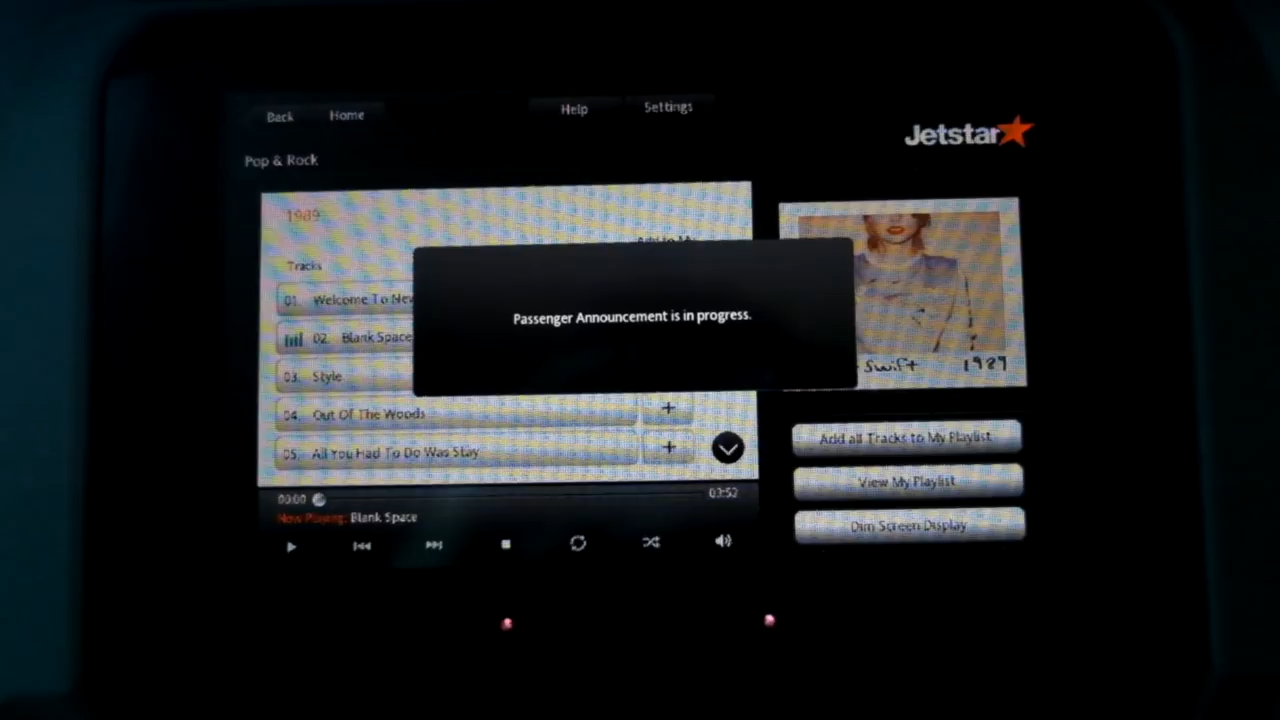 Back Home Help Settings
Jetstar
Pop & Rock
1989
Add to My
Tracks
01. Welcome To New
02. Blank Space
03. Style
04. Out Of The Woods +
05. All You Had To Do Was Stay +
Passenger Announcement is in progress.
Swift 1989
Add all Tracks to My Playlist
View My Playlist
Dim Screen Display
00:00 03:52
Now Playing: Blank Space